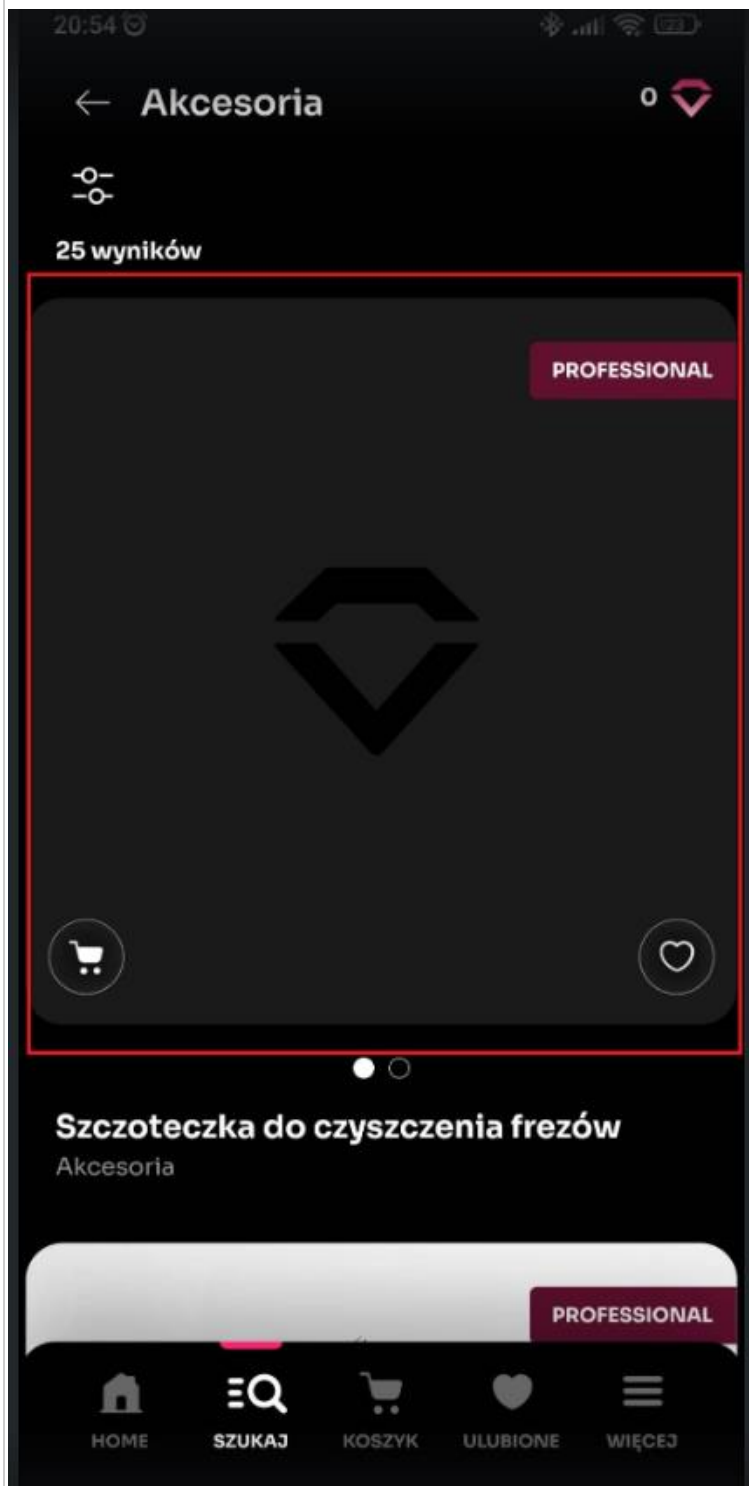 20:54
← Akcesoria
0
25 wyników
PROFESSIONAL
Szczoteczka do czyszczenia frezów
Akcesoria
PROFESSIONAL
HOME SZUKAJ KOSZYK ULUBIONE WIĘCEJ